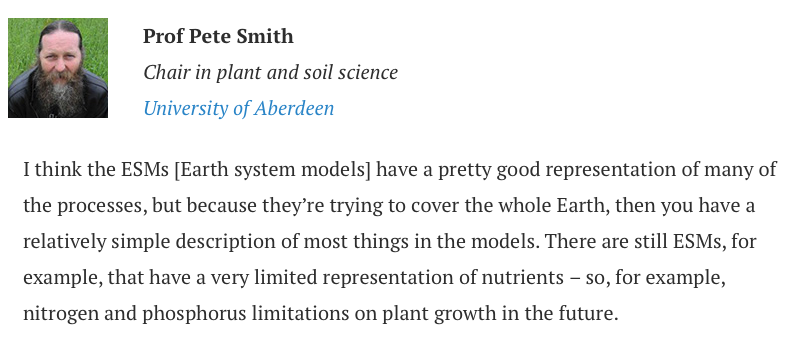 Prof Pete Smith
Chair in plant and soil science
University of Aberdeen
I think the ESMs [Earth system models] have a pretty good representation of many of
the processes, but because they’re trying to cover the whole Earth, then you have a
relatively simple description of most things in the models. There are still ESMs, for
example, that have a very limited representation of nutrients – so, for example,
nitrogen and phosphorus limitations on plant growth in the future.